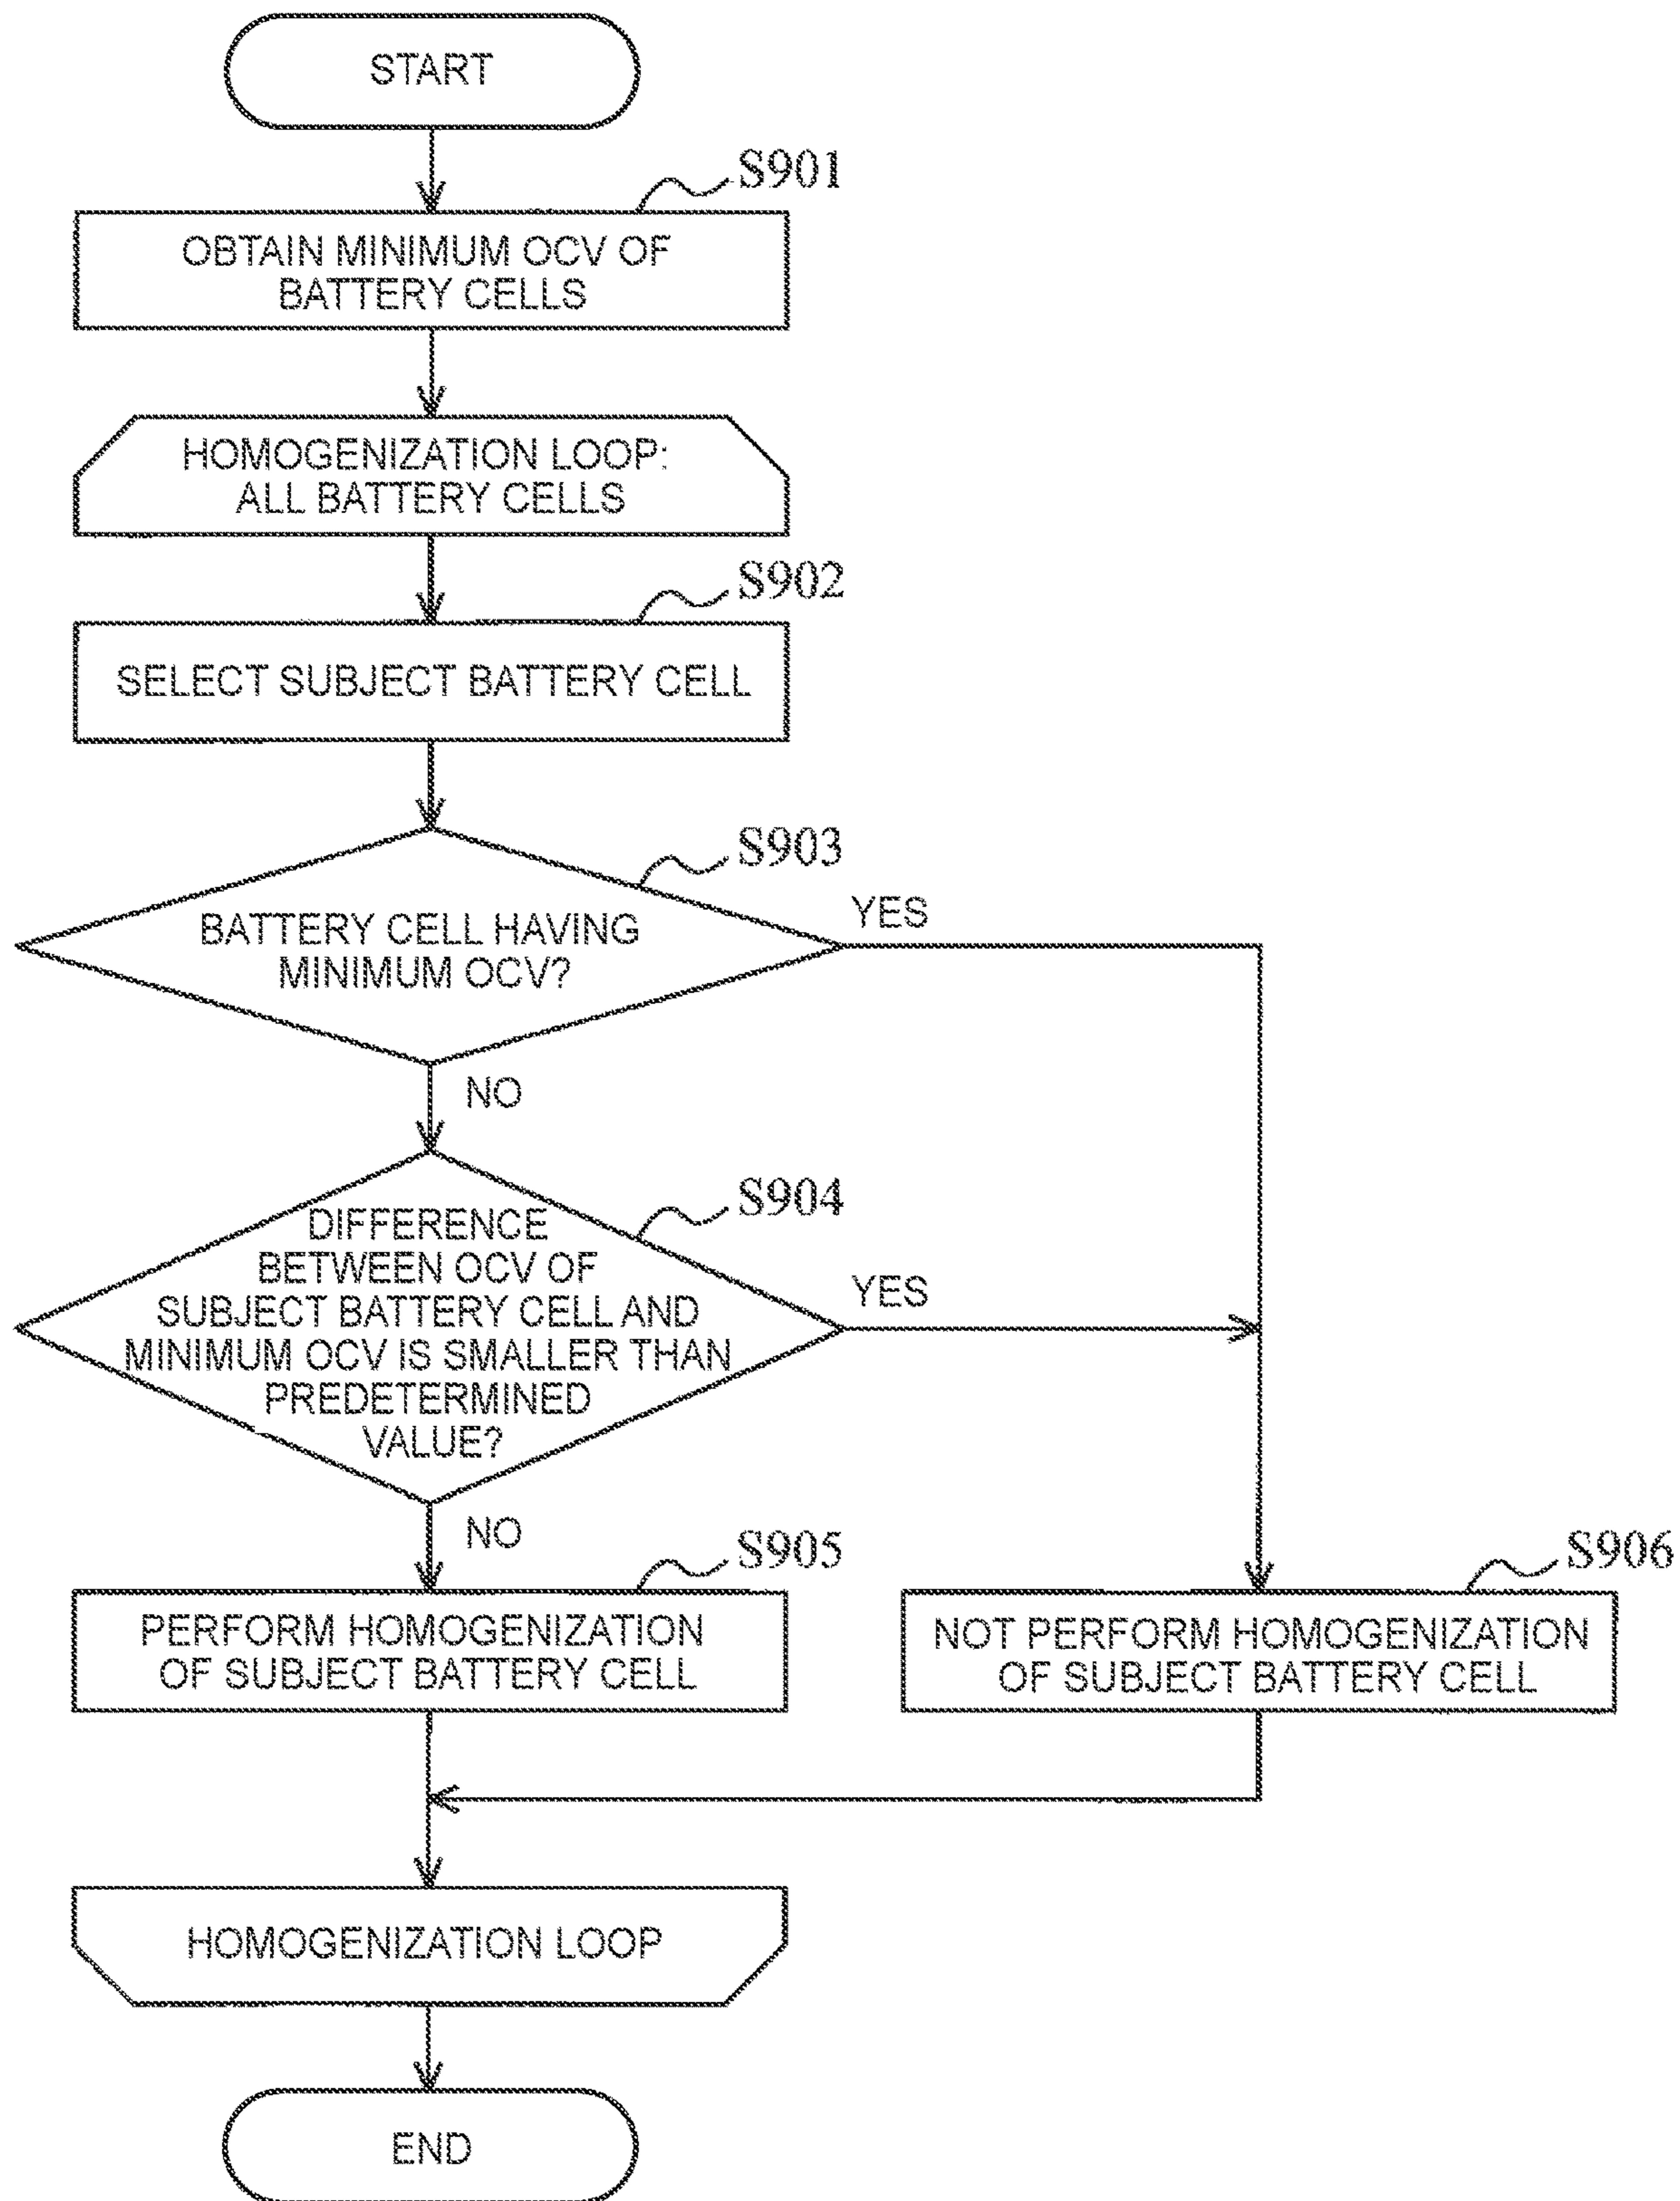 START
S901
OBTAIN MINIMUM OCV OF
BATTERY CELLS
HOMOGENIZATION LOOP:
ALL BATTERY CELLS
S902
SELECT SUBJECT BATTERY CELL
S903
BATTERY CELL HAVING
MINIMUM OCV?
YES
NO
S904
DIFFERENCE
BETWEEN OCV OF
SUBJECT BATTERY CELL AND
MINIMUM OCV IS SMALLER THAN
PREDETERMINED
VALUE?
YES
NO
S905
PERFORM HOMOGENIZATION
OF SUBJECT BATTERY CELL
S906
NOT PERFORM HOMOGENIZATION
OF SUBJECT BATTERY CELL
HOMOGENIZATION LOOP
END